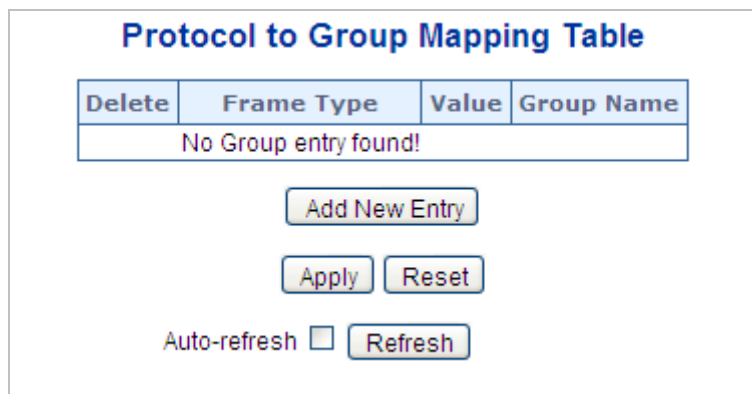 Protocol to Group Mapping Table
Delete Frame Type Value Group Name
No Group entry found!
Add New Entry
Apply Reset
Auto-refresh Refresh